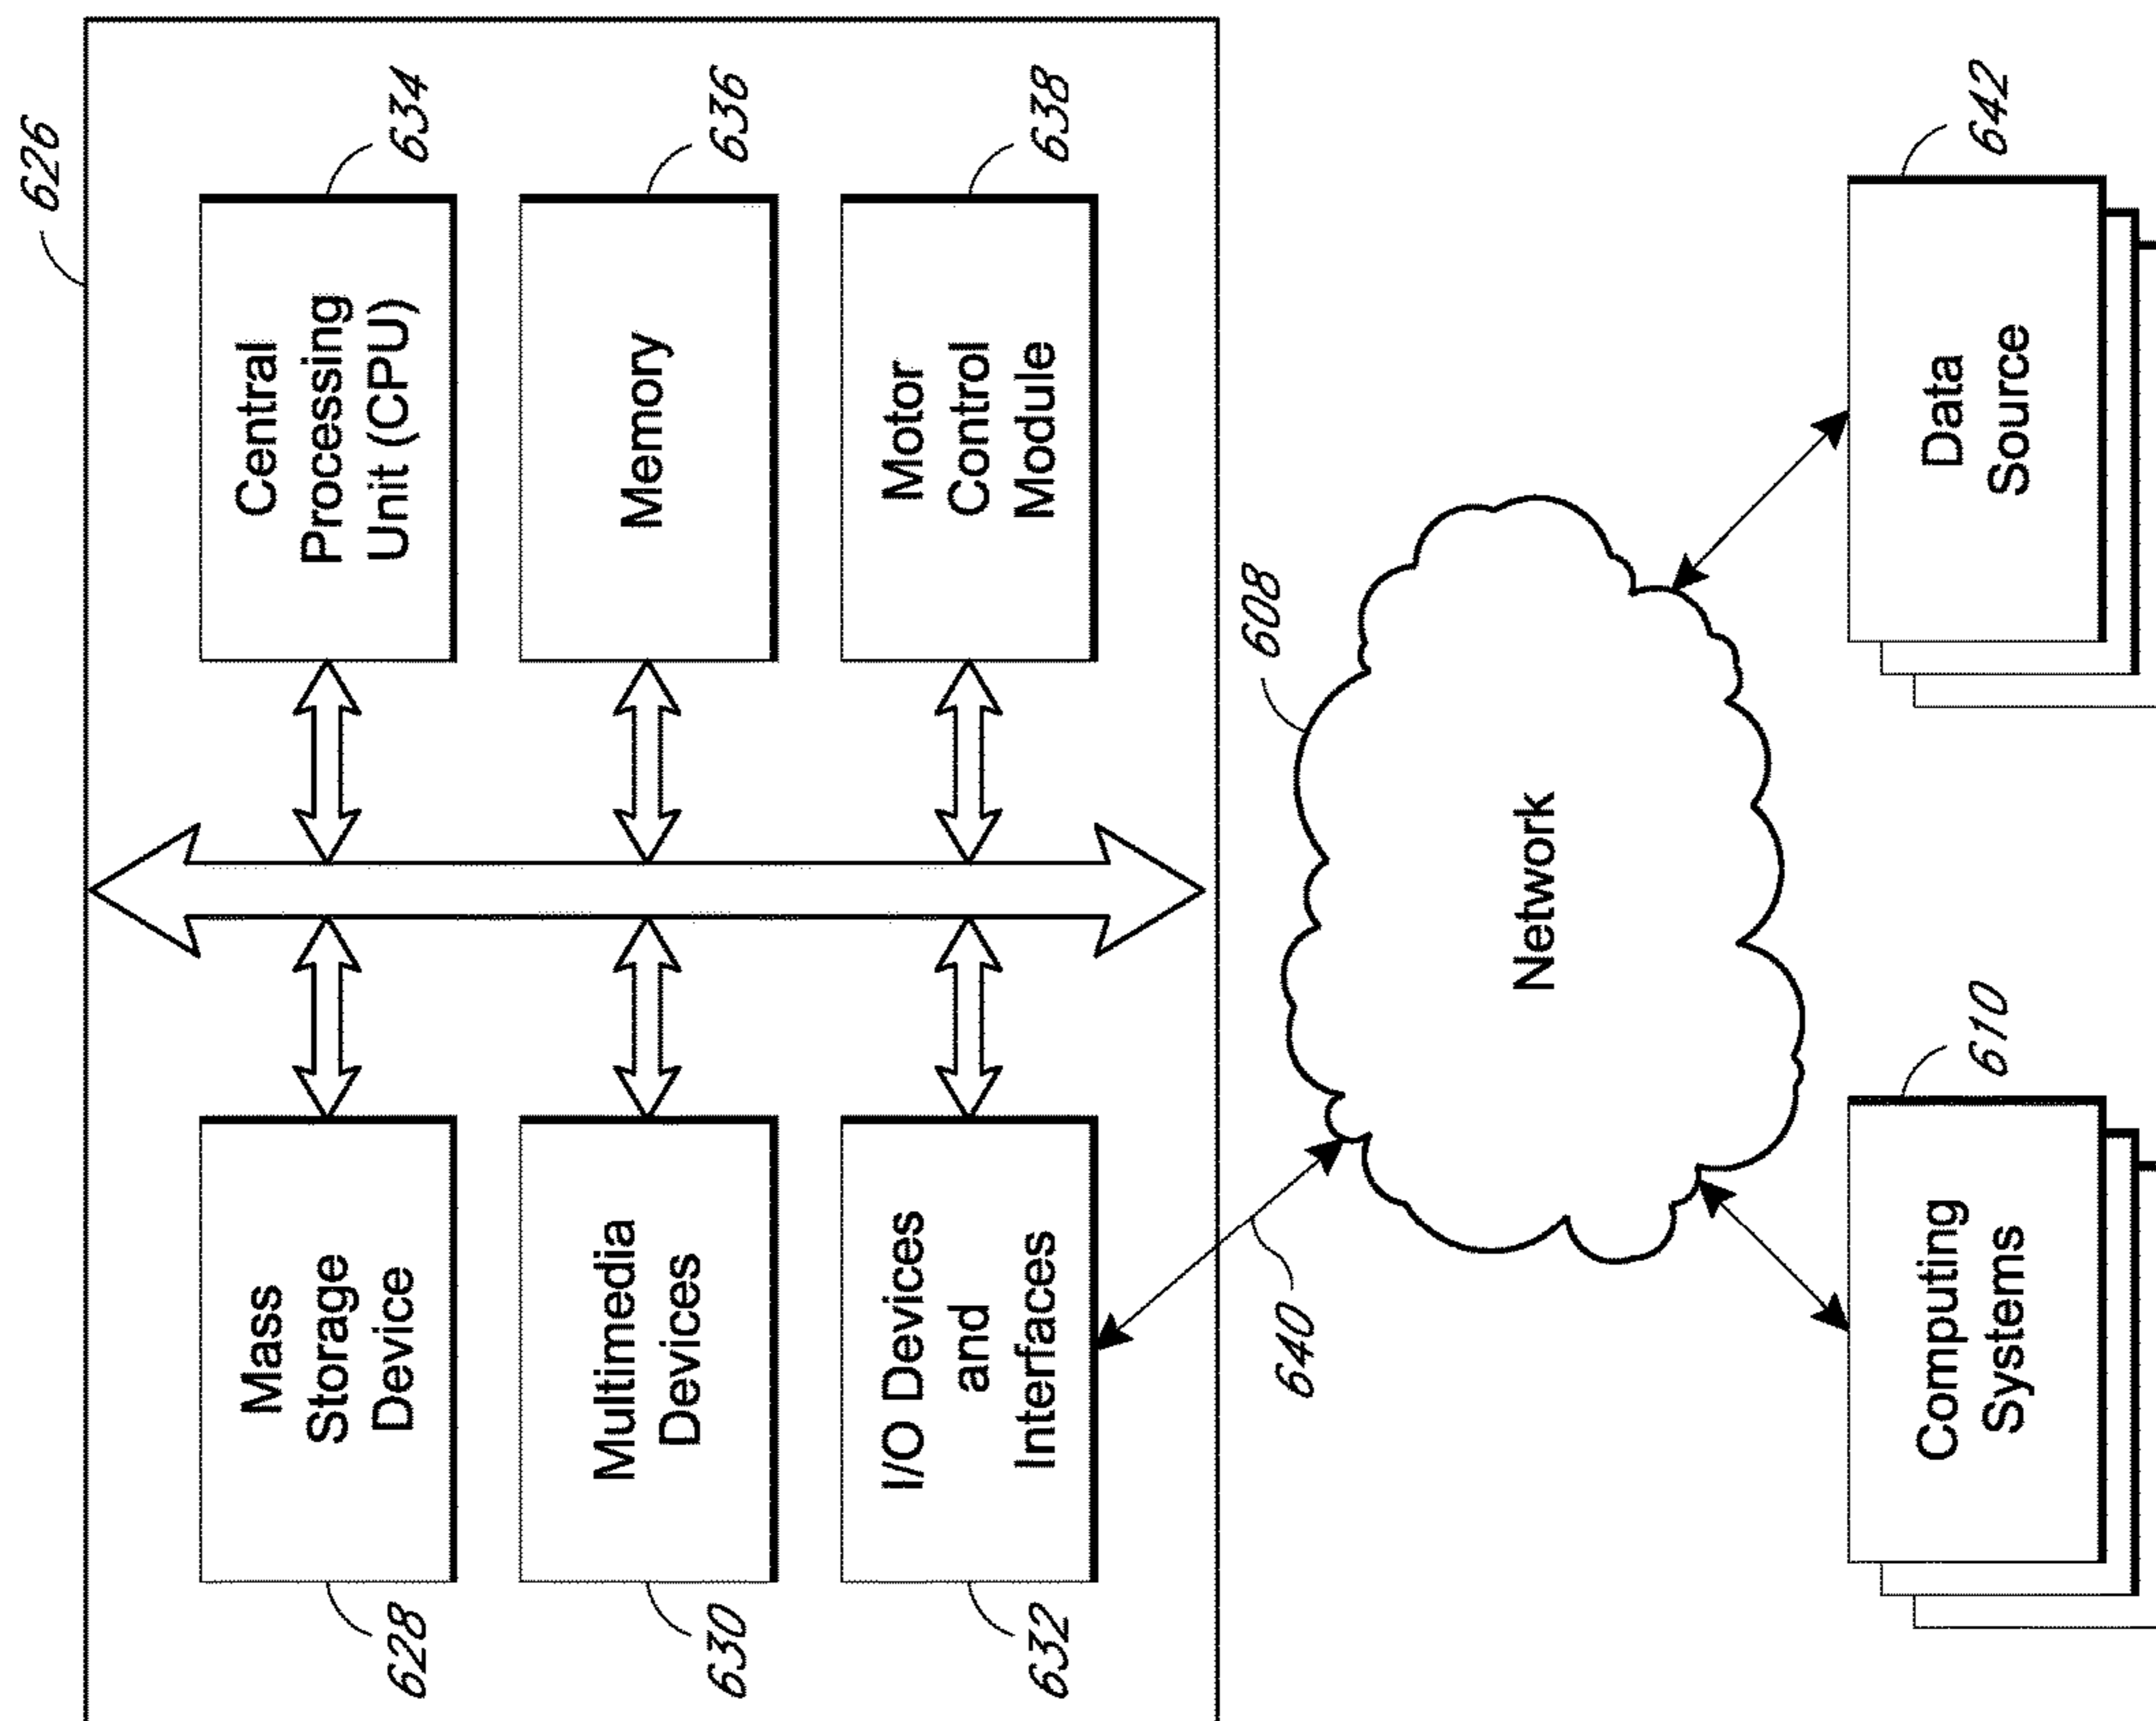 626
Mass
Storage
Device
628
Central
Processing
Unit (CPU)
634
Multimedia
Devices
630
Memory
636
I/O Devices
and
Interfaces
632
Motor
Control
Module
638
640
608
Network
Computing
Systems
610
Data
Source
642